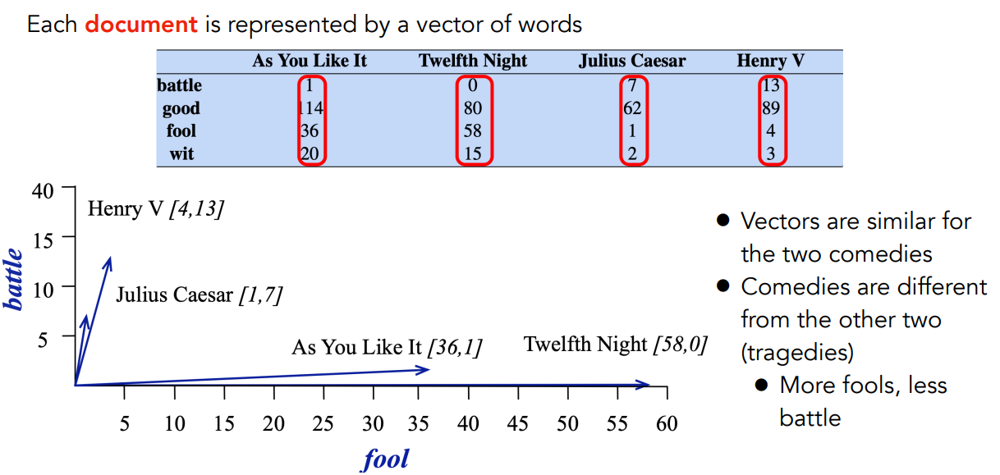 Each document is represented by a vector of words
As You Like It Twelfth Night Julius Caesar Henry V
battle 1 0 7 13
good 114 80 62 89
fool 36 58 1 4
wit 20 15 2 3
40
Henry V [4,13]
15
battle
10
Julius Caesar [1,7]
5
As You Like It [36,1] Twelfth Night [58,0]
5 10 15 20 25 30 35 40 45 50 55 60
fool
● Vectors are similar for
the two comedies
● Comedies are different
from the other two
(tragedies)
● More fools, less
battle